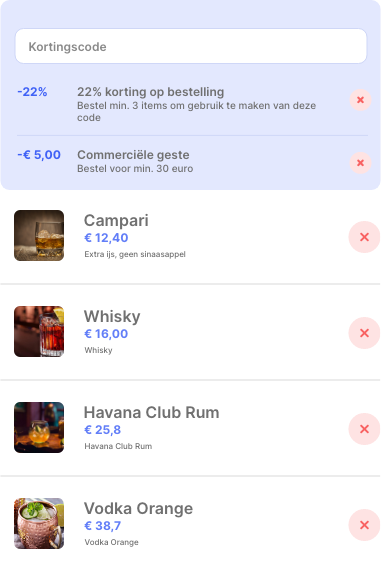 Kortingscode
-22%
22% korting op bestelling
Bestel min. 3 items om gebruik te maken van deze
code
-€ 5,00
Commerciële geste
Bestel voor min. 30 euro
Campari
€ 12,40
Extra ijs, geen sinaasappel
Whisky
€ 16,00
Whisky
Havana Club Rum
€ 25,8
Havana Club Rum
Vodka Orange
€ 38,7
Vodka Orange